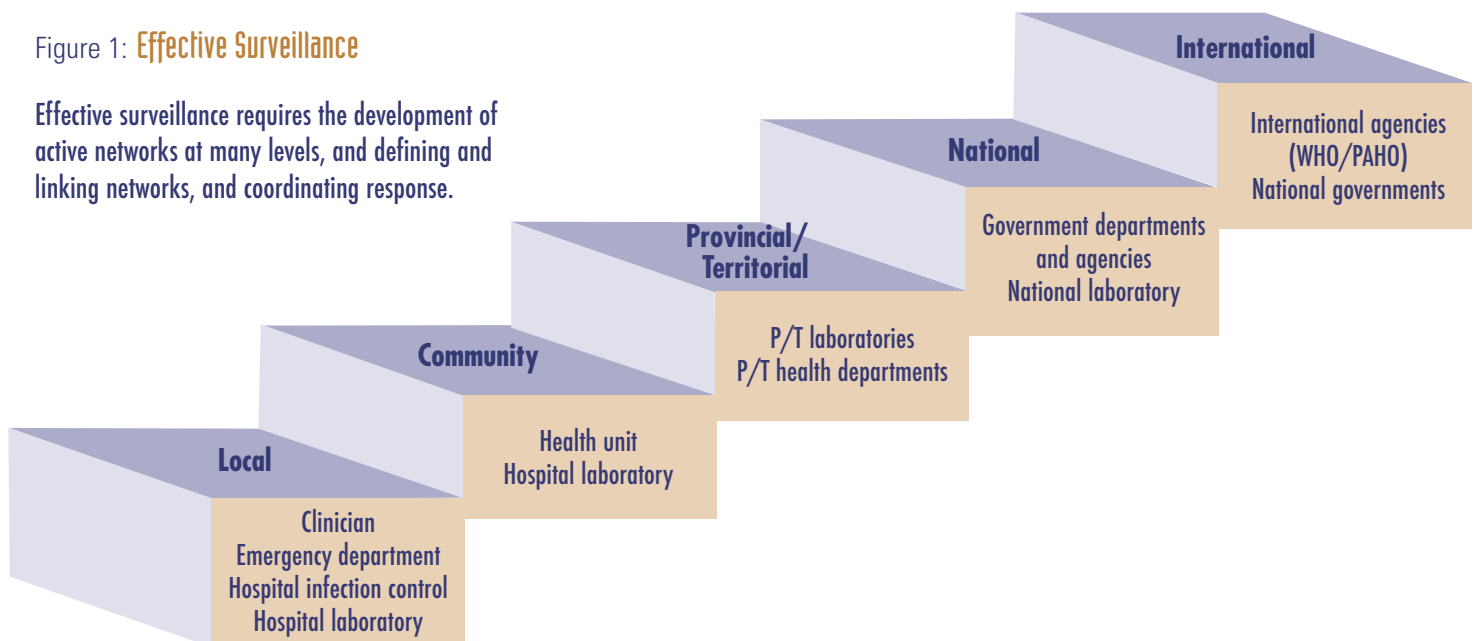 Figure 1: Effective Surveillance
Effective surveillance requires the development of
active networks at many levels, and defining and
linking networks, and coordinating response.
International
International agencies
(WHO/PAHO)
National governments
National
Government departments
and agencies
National laboratory
Provincial/
Territorial
P/T laboratories
P/T health departments
Community
Health unit
Hospital laboratory
Local
Clinician
Emergency department
Hospital infection control
Hospital laboratory